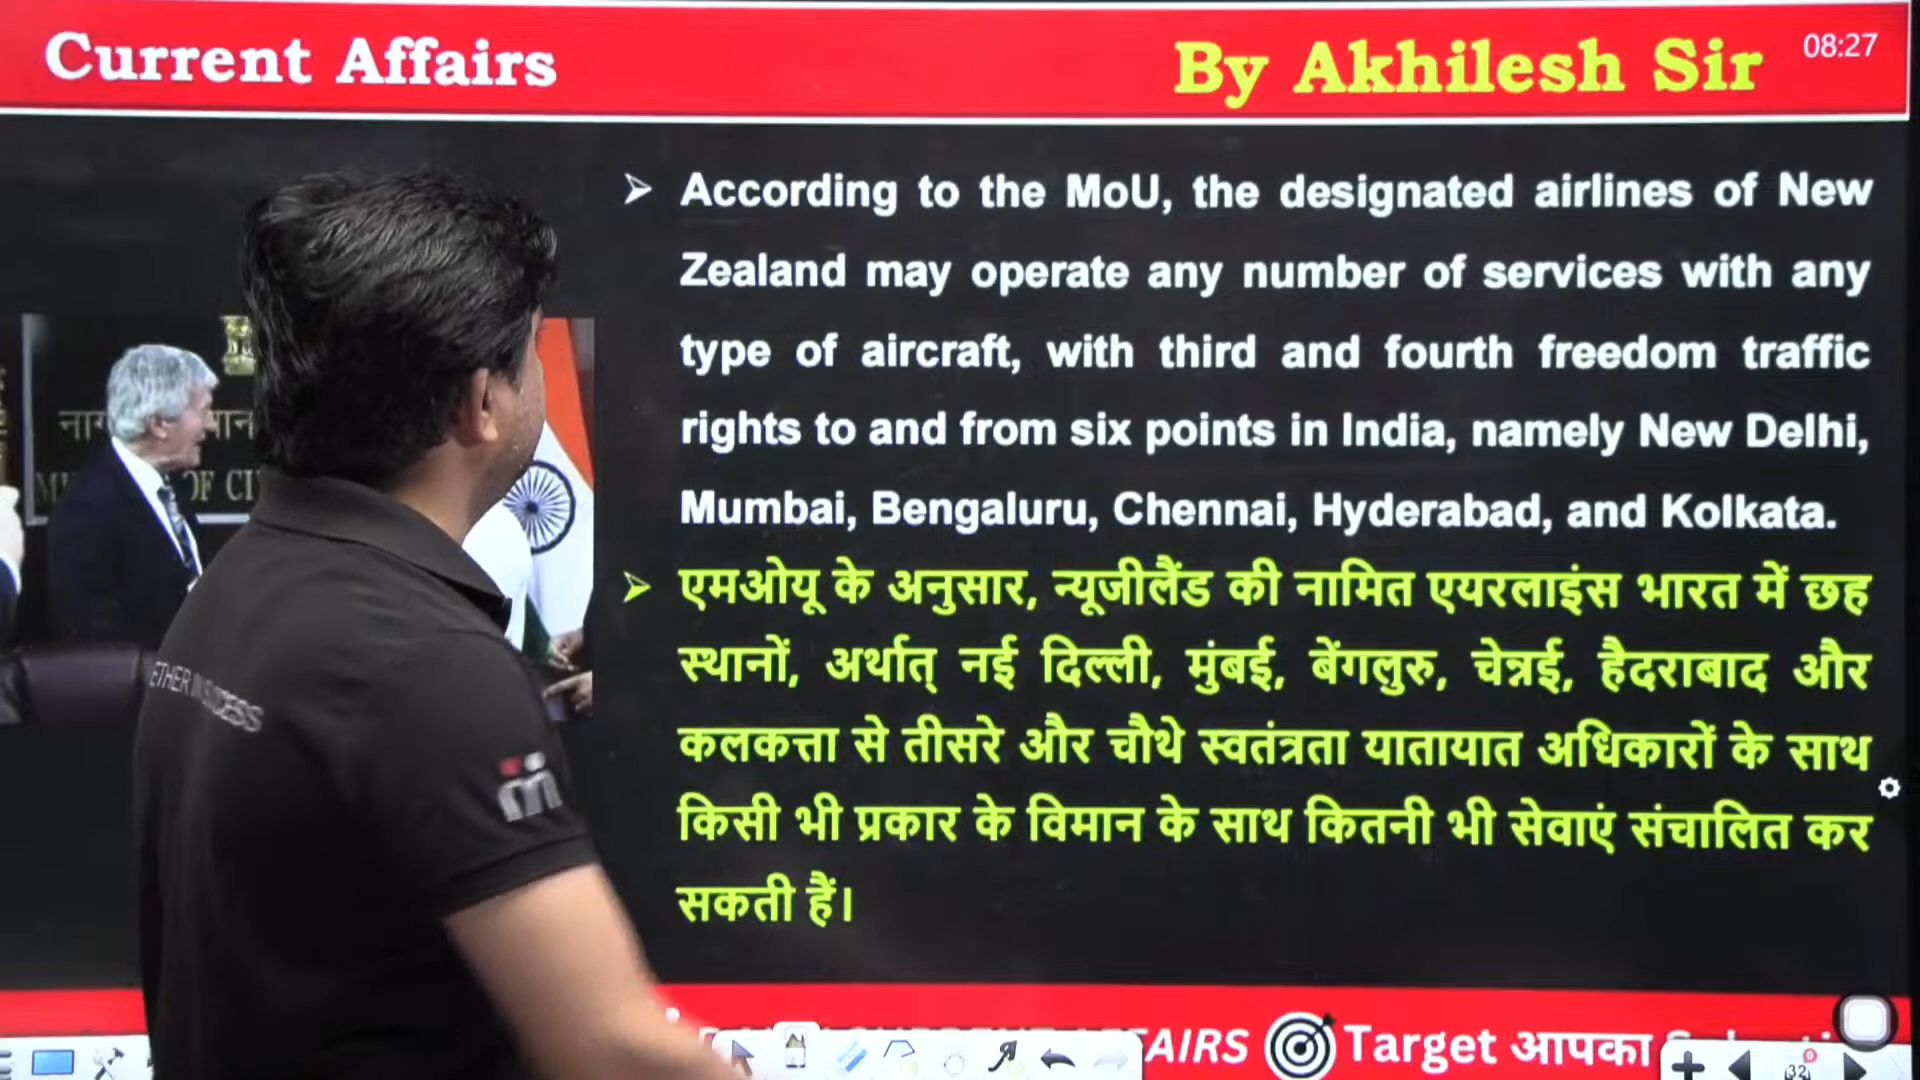 Current Affairs
By Akhilesh Sir
08:27
According to the MoU, the designated airlines of New
Zealand may operate any number of services with any
type of aircraft, with third and fourth freedom traffic
rights to and from six points in India, namely New Delhi,
Mumbai, Bengaluru, Chennai, Hyderabad, and Kolkata.
एमओयू के अनुसार, न्यूजीलैंड की नामित एयरलाइंस भारत में छह
स्थानों, अर्थात् नई दिल्ली, मुंबई, बेंगलुरु, चेन्नई, हैदराबाद और
कलकत्ता से तीसरे और चौथे स्वतंत्रता यातायात अधिकारों के साथ
किसी भी प्रकार के विमान के साथ कितनी भी सेवाएं संचालित कर
सकती हैं।
OF CI
Target आपका
32